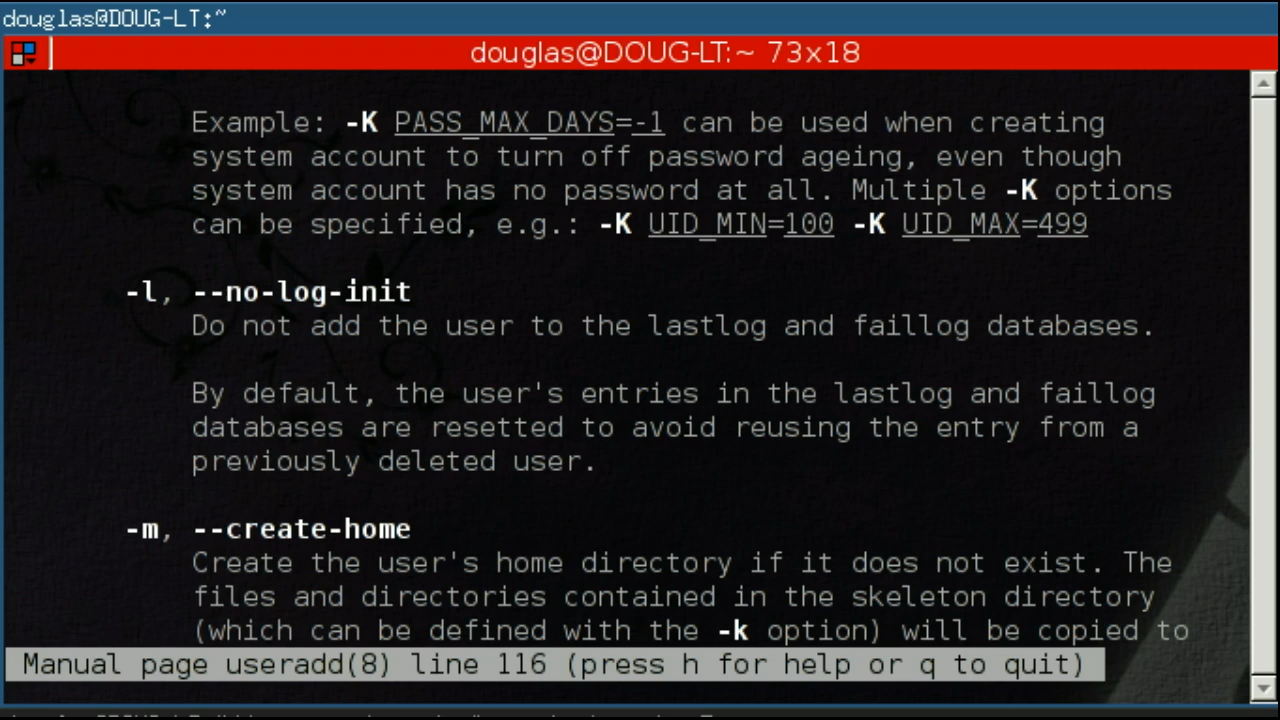 douglas@DOUG-LT:~
douglas@DOUG-LT:~ 73x18
Example: -K PASS_MAX_DAYS=-1 can be used when creating
system account to turn off password ageing, even though
system account has no password at all. Multiple -K options
can be specified, e.g.: -K UID_MIN=100 -K UID_MAX=499
-l, --no-log-init
Do not add the user to the lastlog and faillog databases.
By default, the user's entries in the lastlog and faillog
databases are resetted to avoid reusing the entry from a
previously deleted user.
-m, --create-home
Create the user's home directory if it does not exist. The
files and directories contained in the skeleton directory
(which can be defined with the -k option) will be copied to
Manual page useradd(8) line 116 (press h for help or q to quit)